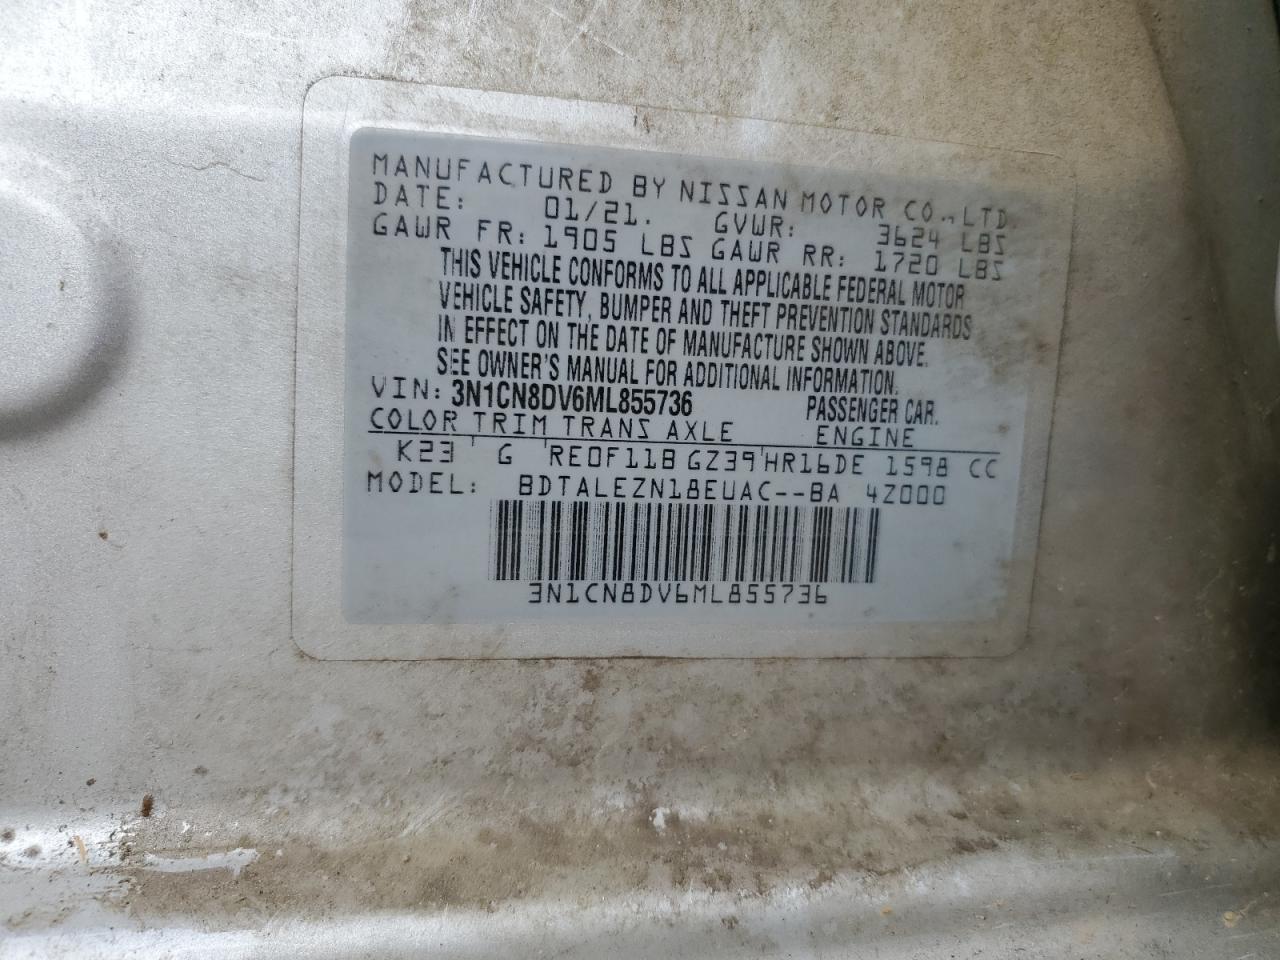 MANUFACTURED BY NISSAN MOTOR CO.,LTD.
DATE: 01/21. GVWR: 3624 LBS
GAWR FR: 1905 LBS GAWR RR: 1720 LBS
THIS VEHICLE CONFORMS TO ALL APPLICABLE FEDERAL MOTOR
VEHICLE SAFETY, BUMPER AND THEFT PREVENTION STANDARDS
IN EFFECT ON THE DATE OF MANUFACTURE SHOWN ABOVE.
SEE OWNER'S MANUAL FOR ADDITIONAL INFORMATION.
VIN: 3N1CN8DV6ML855736 PASSENGER CAR.
COLOR TRIM TRANS AXLE ENGINE
K23 ' G 'RE0F11B GZ39'HR16DE 1598 CC
MODEL: BDTALEZN18EUAC--BA 4Z000
3N1CN8DV6ML855736